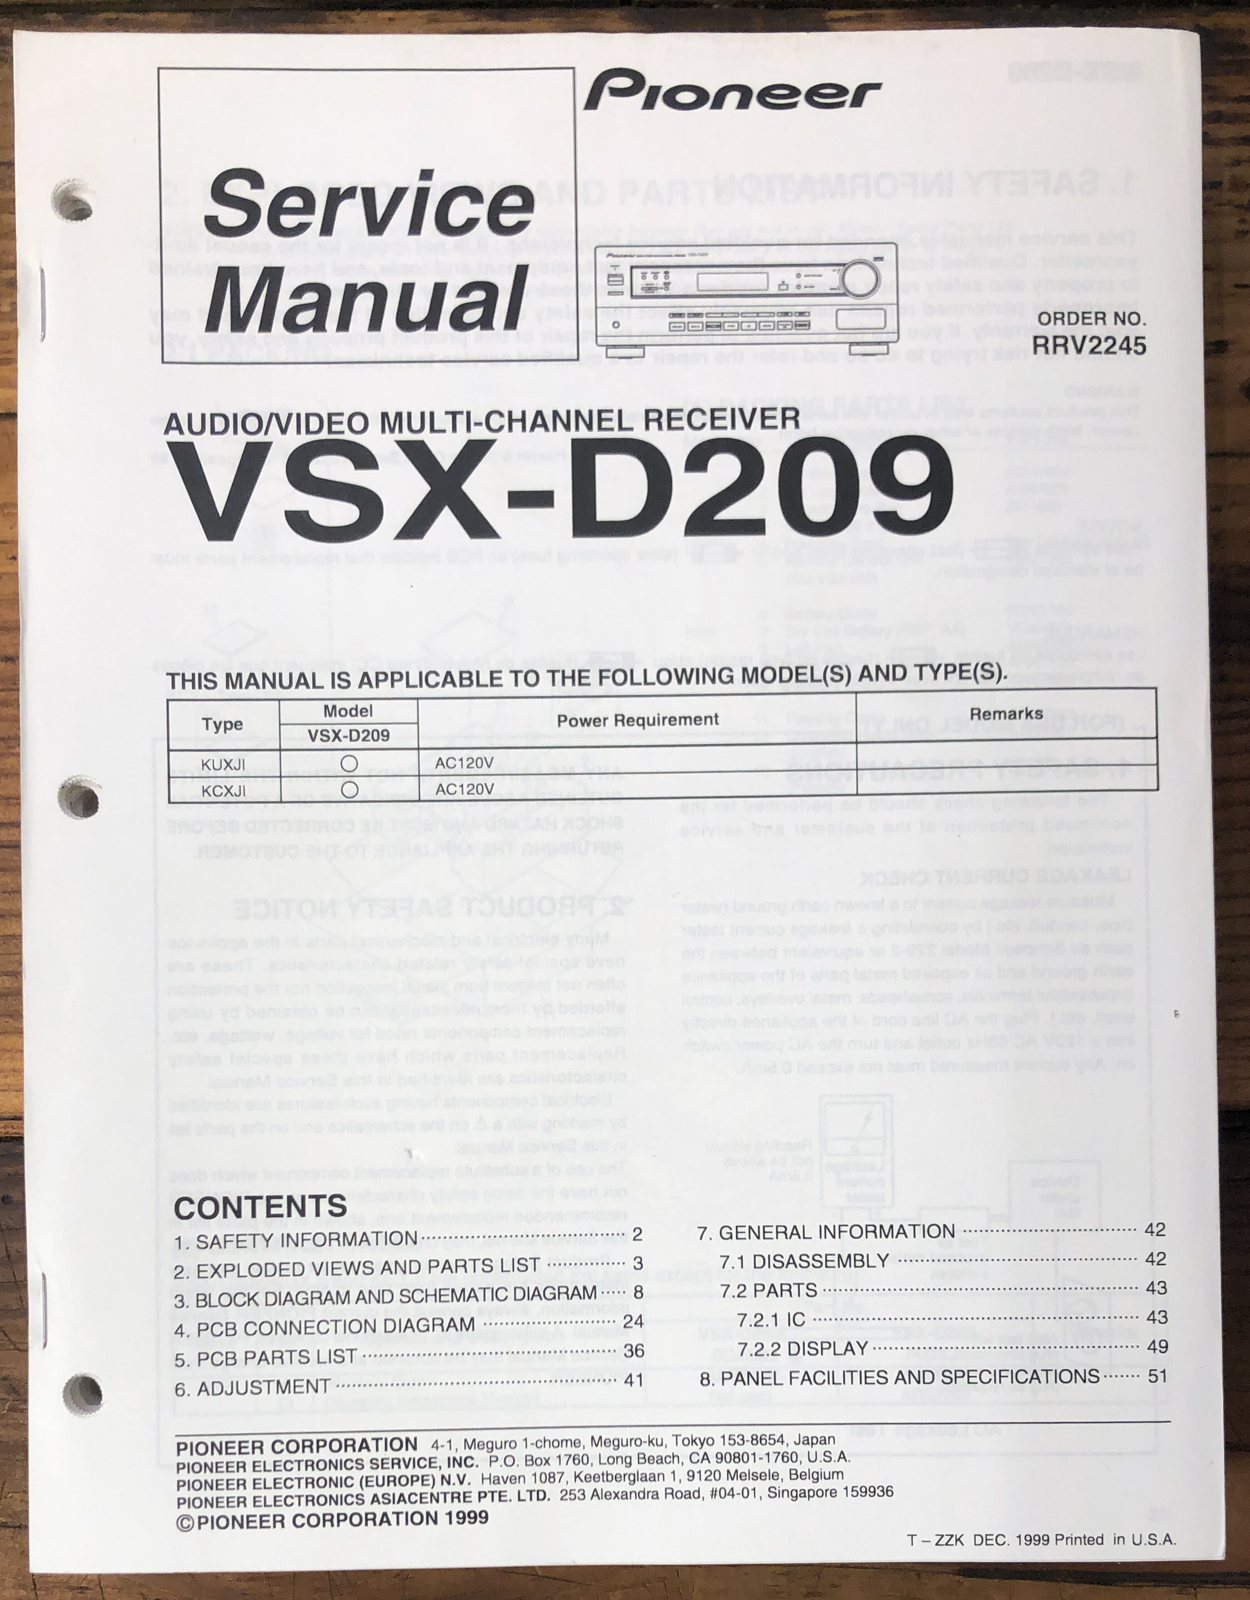 Pioneer
Service
Manual
ORDER NO.
RRV2245
AUDIO/VIDEO MULTI-CHANNEL RECEIVER
VSX-D209
THIS MANUAL IS APPLICABLE TO THE FOLLOWING MODEL(S) AND TYPE(S).
Type Model Power Requirement Remarks
VSX-D209
KUXJI ○ AC120V
KCXJI ○ AC120V
CONTENTS
1. SAFETY INFORMATION 2
2. EXPLODED VIEWS AND PARTS LIST 3
3. BLOCK DIAGRAM AND SCHEMATIC DIAGRAM 8
4. PCB CONNECTION DIAGRAM 24
5. PCB PARTS LIST 36
6. ADJUSTMENT 41
7. GENERAL INFORMATION 42
7.1 DISASSEMBLY 42
7.2 PARTS 43
7.2.1 IC 43
7.2.2 DISPLAY 49
8. PANEL FACILITIES AND SPECIFICATIONS 51
PIONEER CORPORATION 4-1, Meguro 1-chome, Meguro-ku, Tokyo 153-8654, Japan
PIONEER ELECTRONICS SERVICE, INC. P.O. Box 1760, Long Beach, CA 90801-1760, U.S.A.
PIONEER ELECTRONIC (EUROPE) N.V. Haven 1087, Keetberglaan 1, 9120 Melsele, Belgium
PIONEER ELECTRONICS ASIACENTRE PTE. LTD. 253 Alexandra Road, #04-01, Singapore 159936
©PIONEER CORPORATION 1999
T – ZZK DEC. 1999 Printed in U.S.A.